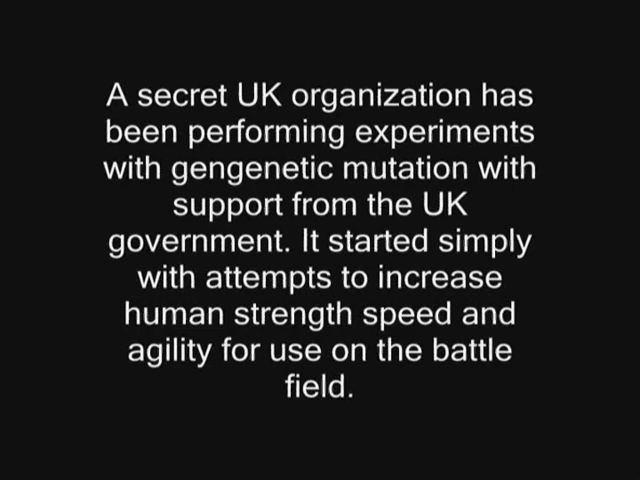 A secret UK organization has
been performing experiments
with gengenetic mutation with
support from the UK
government. It started simply
with attempts to increase
human strength speed and
agility for use on the battle
field.